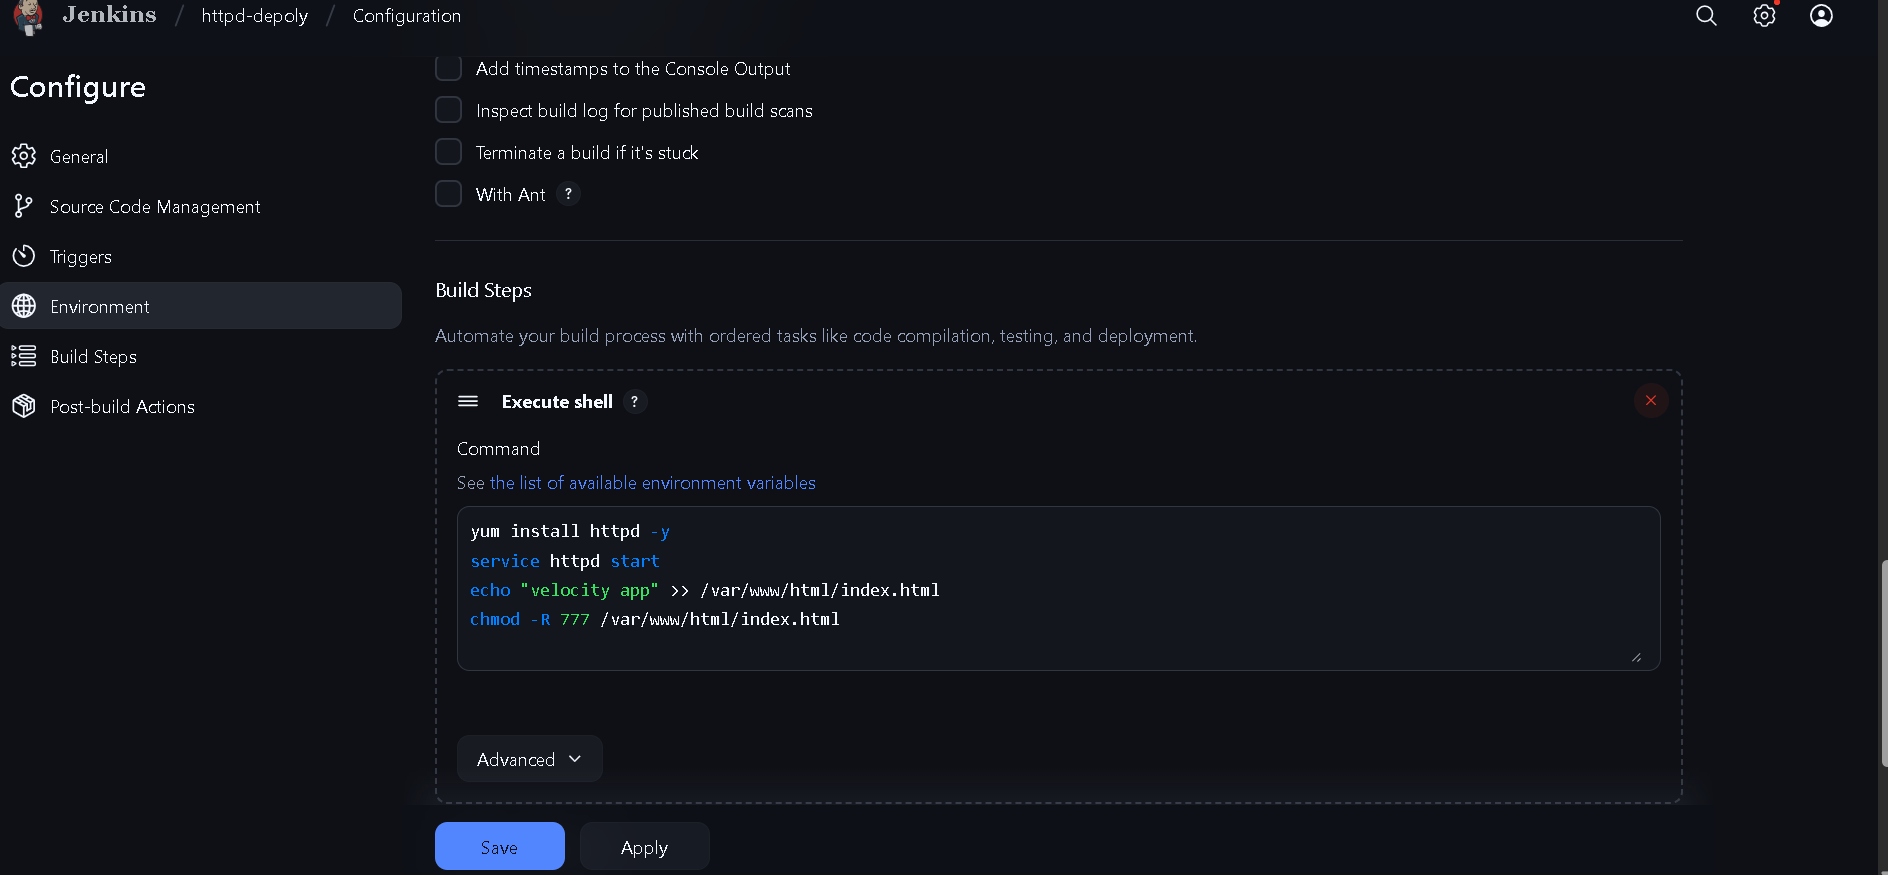 Jenkins / httpd-depoly / Configuration
Configure
General
Source Code Management
Triggers
Environment
Build Steps
Post-build Actions
Add timestamps to the Console Output
Inspect build log for published build scans
Terminate a build if it's stuck
With Ant ?
Build Steps
Automate your build process with ordered tasks like code compilation, testing, and deployment.
Execute shell ?
Command
See the list of available environment variables
yum install httpd -y
service httpd start
echo "velocity app" >> /var/www/html/index.html
chmod -R 777 /var/www/html/index.html
Advanced
Save
Apply